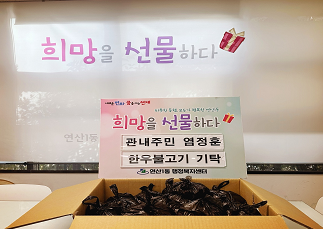 희망을 선물하다
연산1동
희망을 선물하다
관내주민 염정훈
한우불고기 기탁
연산1동 행정복지센터